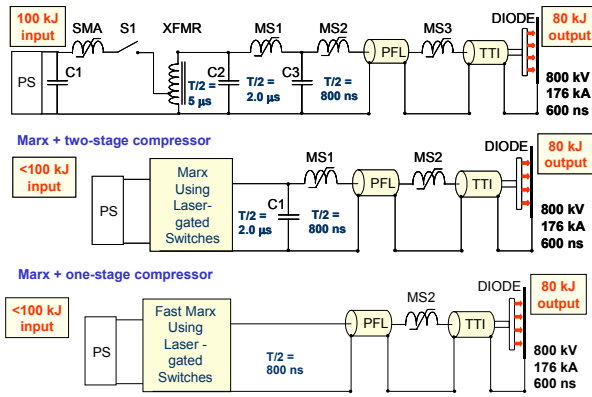 100 kJ
input
SMA
S1
XFMR
MS1
MS2
MS3
DIODE
80 kJ
output
PS
C1
C2
C3
T/2 =
5 µs
T/2 =
2.0 µs
T/2 =
800 ns
PFL
TTI
800 kV
176 kA
600 ns
Marx + two-stage compressor
<100 kJ
input
PS
Marx
Using
Laser-
gated
Switches
T/2 =
2.0 µs
C1
MS1
T/2 =
800 ns
PFL
MS2
TTI
DIODE
80 kJ
output
800 kV
176 kA
600 ns
Marx + one-stage compressor
<100 kJ
input
PS
Fast Marx
Using
Laser -
gated
Switches
T/2 =
800 ns
PFL
MS2
TTI
DIODE
80 kJ
output
800 kV
176 kA
600 ns